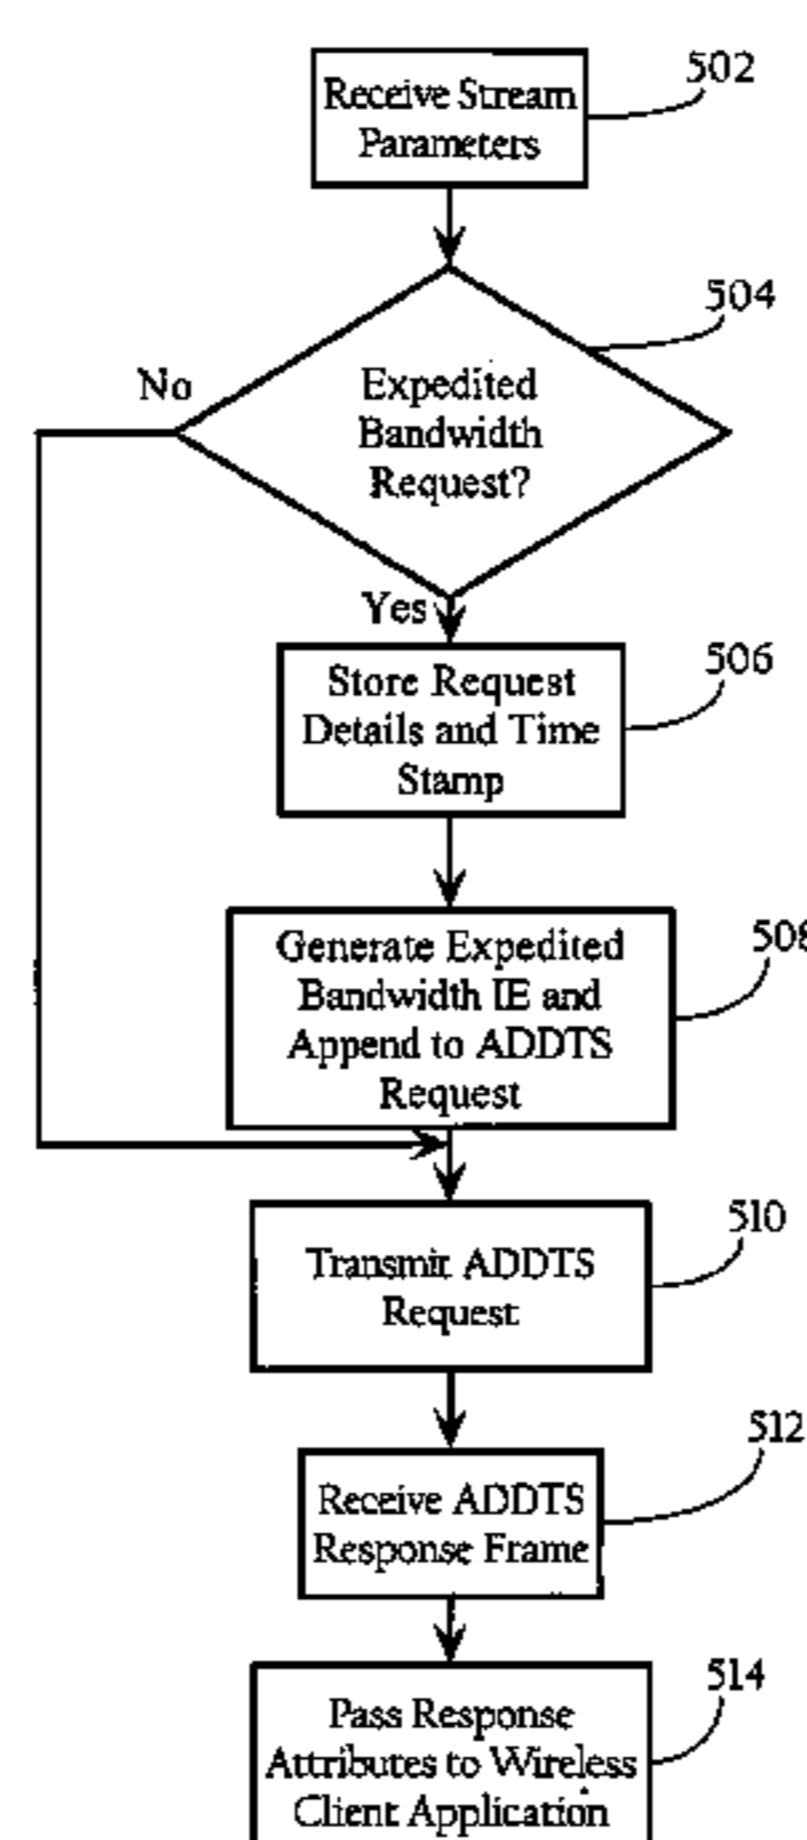 502
Receive Stream
Parameters
504
No
Expedited
Bandwidth
Request?
Yes
506
Store Request
Details and Time
Stamp
508
Generate Expedited
Bandwidth IE and
Append to ADDTS
Request
510
Transmit ADDTS
Request
512
Receive ADDTS
Response Frame
514
Pass Response
Attributes to Wireless
Client Application